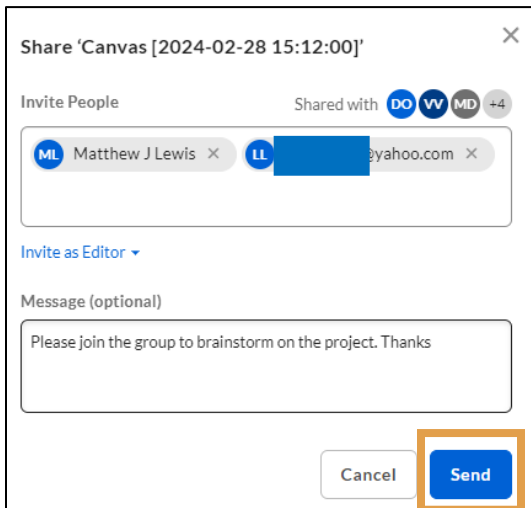 Share ‘Canvas [2024-02-28 15:12:00]’
Invite People Shared with DO VV MD +4
ML Matthew J Lewis × LL @yahoo.com ×
Invite as Editor
Message (optional)
Please join the group to brainstorm on the project. Thanks
Cancel Send